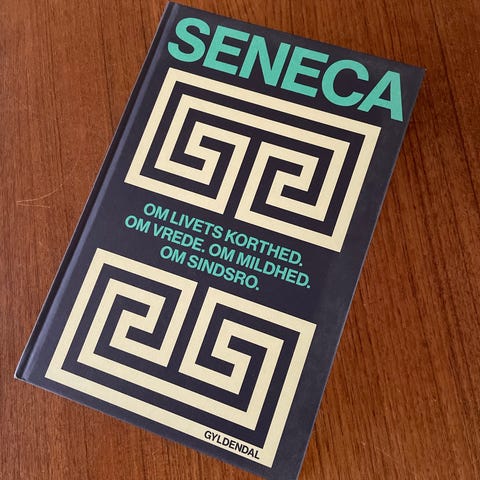 SENECA
OM LIVETS KORTHED.
OM VREDE. OM MILDHED.
OM SINDSRO.
GYLDENDAL